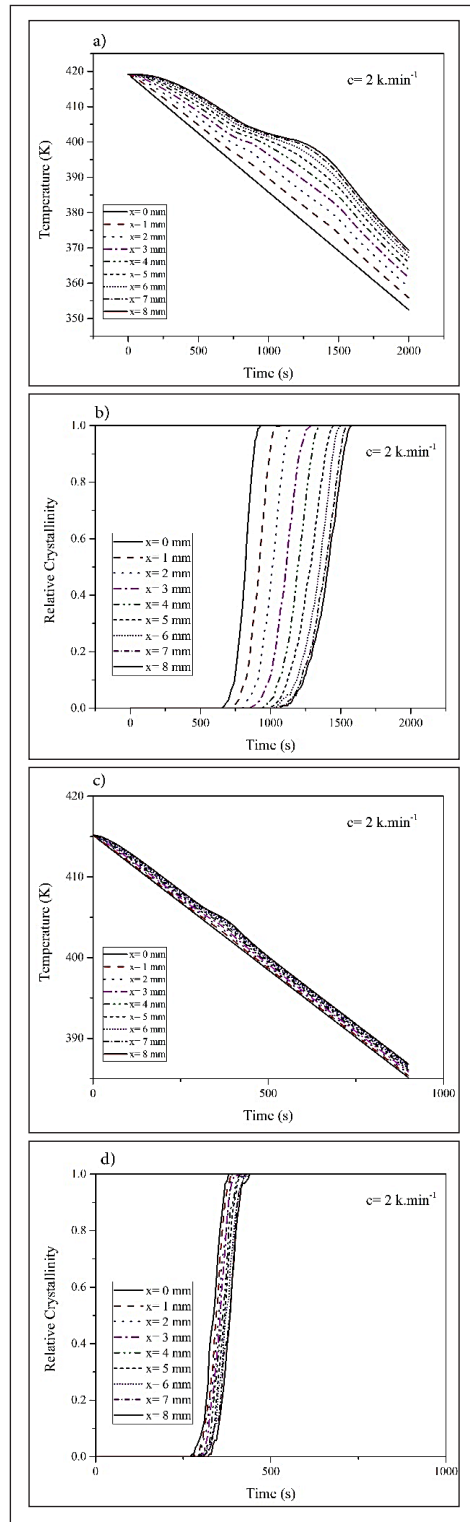 a)
c= 2 k.min-1
420
410
400
390
380
370
360
350
Temperature (K)
x= 0 mm
x= 1 mm
x= 2 mm
x= 3 mm
x= 4 mm
x= 5 mm
x= 6 mm
x= 7 mm
x= 8 mm
0
500
1000
1500
2000
Time (s)
b)
c= 2 k.min-1
1.0
0.8
0.6
0.4
0.2
0.0
Relative Crystallinity
x= 0 mm
x= 1 mm
x= 2 mm
x= 3 mm
x= 4 mm
x= 5 mm
x= 6 mm
x= 7 mm
x= 8 mm
0
500
1000
1500
2000
Time (s)
c)
c= 2 k.min-1
420
410
400
390
Temperature (K)
x= 0 mm
x= 1 mm
x= 2 mm
x= 3 mm
x= 4 mm
x= 5 mm
x= 6 mm
x= 7 mm
x= 8 mm
0
500
1000
Time (s)
d)
c= 2 k.min-1
1.0
0.8
0.6
0.4
0.2
0.0
Relative Crystallinity
x= 0 mm
x= 1 mm
x= 2 mm
x= 3 mm
x= 4 mm
x= 5 mm
x= 6 mm
x= 7 mm
x= 8 mm
0
500
1000
Time (s)